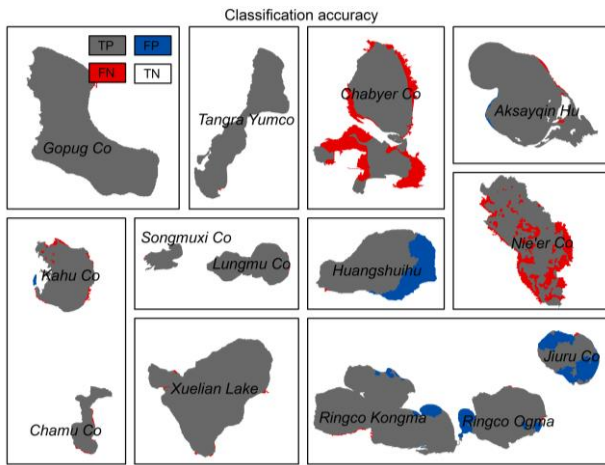 Classification accuracy
TP
FP
FN
TN
Gopug Co
Tangra Yumco
Chabyer Co
Aksayqin Hu
Kahu Co
Chamu Co
Songmuxi Co
Lungmu Co
Huangshuihu
Nie'er Co
Xuelian Lake
Ringco Kongma
Ringco Ogma
Jiuru Co